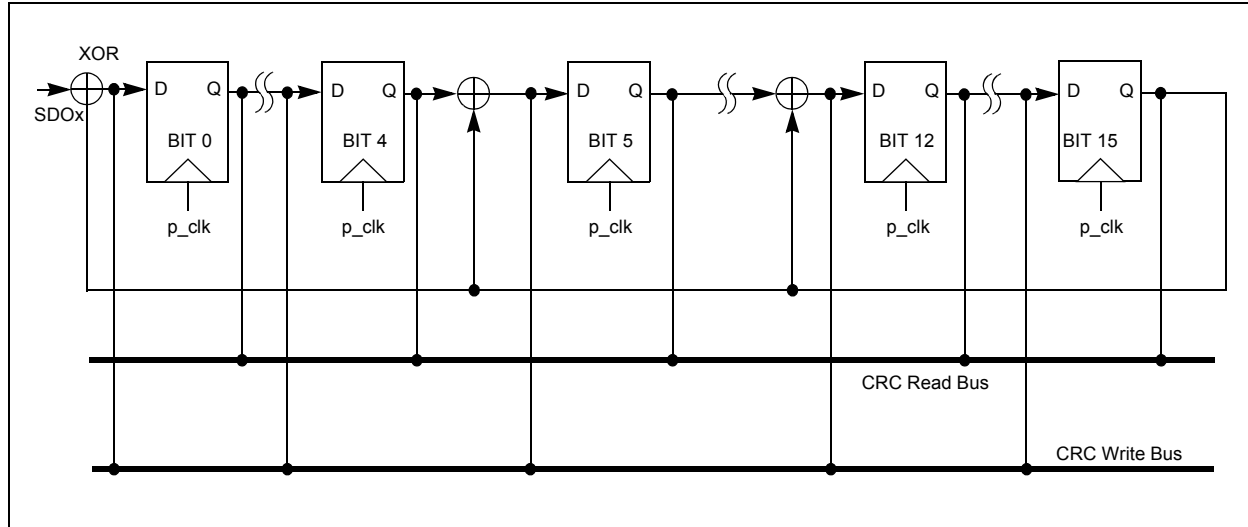 XOR
SDOx
D Q D Q D Q D Q D Q
BIT 0 BIT 4 BIT 5 BIT 12 BIT 15
p_clk p_clk p_clk p_clk p_clk
CRC Read Bus
CRC Write Bus